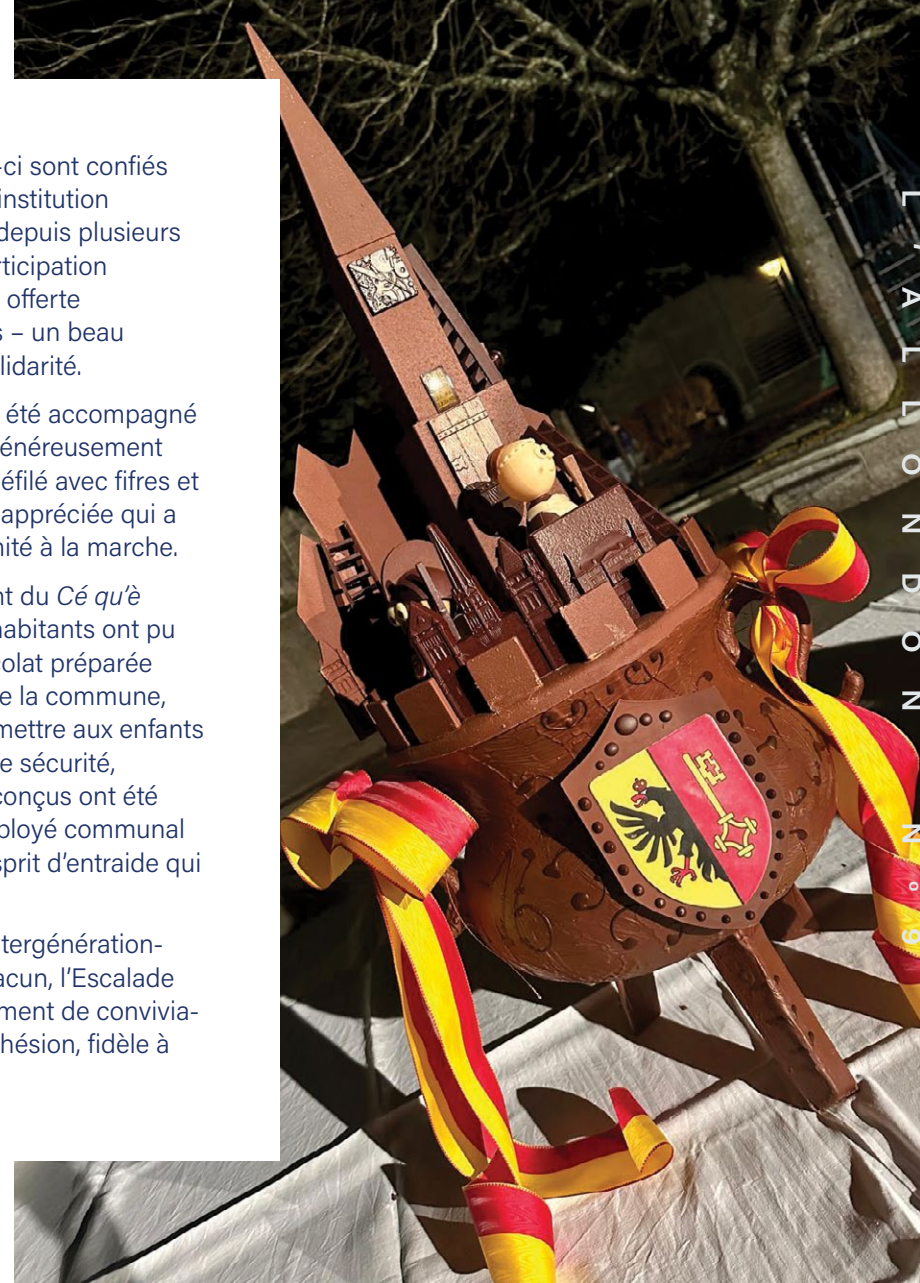 -ci sont confiés
institution
depuis plusieurs
rticipation
offerte
s – un beau
lidarité.
été accompagné
énéreusement
éfilé avec fifres et
appréciée qui a
nité à la marche.
nt du Cé qu’è
habitants ont pu
colat préparée
e la commune,
mettre aux enfants
e sécurité,
conçus ont été
ployé communal
sprit d’entraide qui
tergénération-
acun, l’Escalade
ment de convivia-
hésion, fidèle à
L’ALLONDON N°9